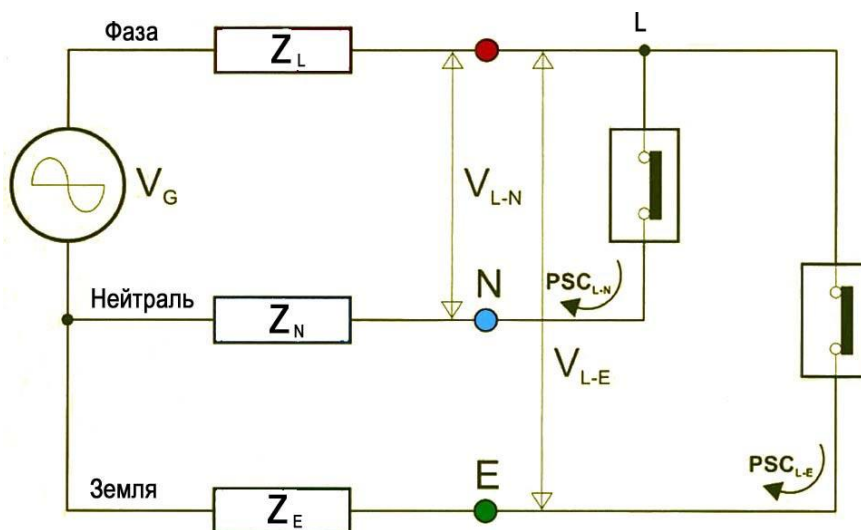 Фаза
Z L
L
V G
V L-N
Нейтраль
Z N
N
PSC L-N
V L-E
PSC L-E
Земля
Z E
E